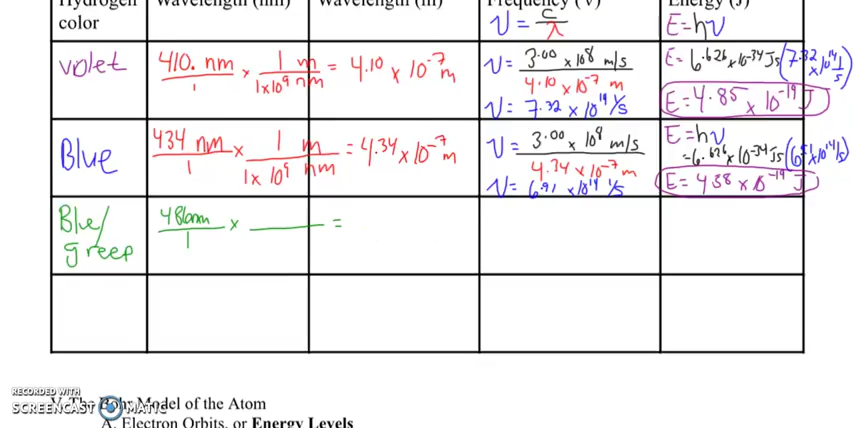 Hydrogen color Wavelength (nm) Wavelength (m) Frequency (V) Energy (J)
ν = c/λ E=hν
violet 410. nm/1 × 1 m/1×10⁹ nm = 4.10 × 10⁻⁷ m
ν = 3.00 × 10⁸ m/s / 4.10 × 10⁻⁷ m
ν = 7.32 × 10¹⁴ 1/s
E = 6.626×10⁻³⁴ Js (7.32 × 10¹⁴ 1/s)
E = 4.85 × 10⁻¹⁹ J
Blue 434 nm/1 × 1 m/1×10⁹ nm = 4.34 × 10⁻⁷ m
ν = 3.00 × 10⁸ m/s / 4.34 × 10⁻⁷ m
ν = 6.91 × 10¹⁴ 1/s
E=hν
=6.626×10⁻³⁴ Js (6.91×10¹⁴ 1/s)
E = 4.58 × 10⁻¹⁹ J
Blue/green 486nm/1 × ___ =
RECORDED WITH
SCREENCAST MATIC
V. The Bohr Model of the Atom
A. Electron Orbits, or Energy Levels